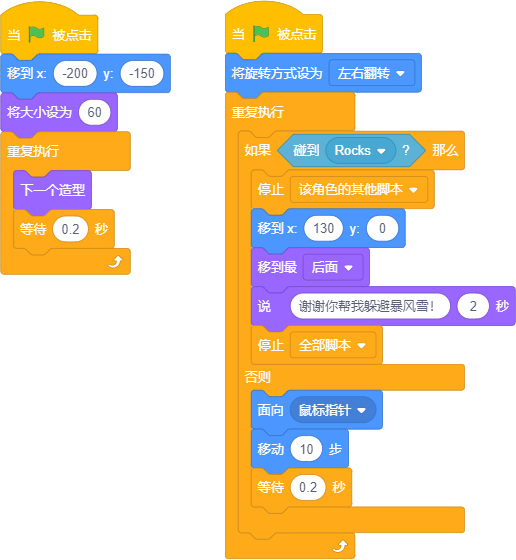 当 被点击
移到 x: -200 y: -150
将大小设为 60
重复执行
下一个造型
等待 0.2 秒
当 被点击
将旋转方式设为 左右翻转
重复执行
如果 碰到 Rocks ? 那么
停止 该角色的其他脚本
移到 x: 130 y: 0
移到最 后面
说 谢谢你帮我躲避暴风雪! 2 秒
停止 全部脚本
否则
面向 鼠标指针
移动 10 步
等待 0.2 秒